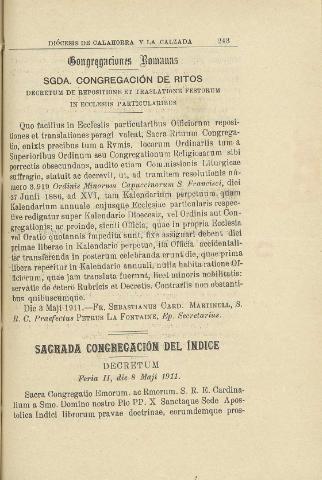 DIÓCESIS DE CALAHORRA Y LA CALZADA 243
Congregaciones Romanas
SGDA. CONGREGACIÓN DE RITOS
DECRETUM DE REPOSITIONE ET TRASLATIONE FESTORUM
IN ECCLESIIS PARTICULARIBUS
Quo facilius in Ecclesiis particularibus Officiorum reposi-
tiones et translationes peragi valeat, Sacra Rituum Congrega-
tio, enixis precibus tum a Rvmis. locorum Ordinariis tum a
Superioribus Ordinum seu Congregationum Religiosarum sibi
porrectis obsecundans, audito etiam Commissionis Liturgicae
suffragio, statuit ac decrevit, ut, ad tramitem resolutionis nú-
mero 3.919 Ordinis Minorum Capuccinorum S. Francisci, diei
27 Junii 1896, ad XVI, tam Kalendarium perpetuum, quam
Kalendarium annuale cujusque Ecclesiae particularis respec-
tive redigatur super Kalendario Dioecesis, vel Ordinis aut Con-
gregationis; ac proinde, sicuti Officia, quae in propria Ecclesia
vel Oratio quotannis impedita sunt, fixe assignari debent diei
primae liberae in Kalendario perpetuo, ita Officia accidentali-
ter transferenda in posterum celebranda erunt die, quae prima
libera reperitur in Kalendario annuali, nulla habita ratione Of-
ficiorum, quae jam translata fuerunt, licet minoris nobilitatis:
servatis de cetero Rubricis et Decretis. Contrariis non obstanti-
bus quibuscumque.
Die 3 Maji 1911.—FR. SEBASTIANUS CARD. MARTINELL, S.
R. C. Praefectus PETRUS LA FONTAINE, Ep. Secretarius.
SAGRADA CONGREGACIÓN DEL ÍNDICE
DECRETUM
Feria II, die 8 Maji 1911.
Sacra Congregatio Emorum. ac Rmorum. S. R. E. Cardina-
lium a Smo. Domino nostro Pio PP. X Sanctaque Sede Apos-
tolica Indici librorum pravae doctrinae, eorumdemque pros-